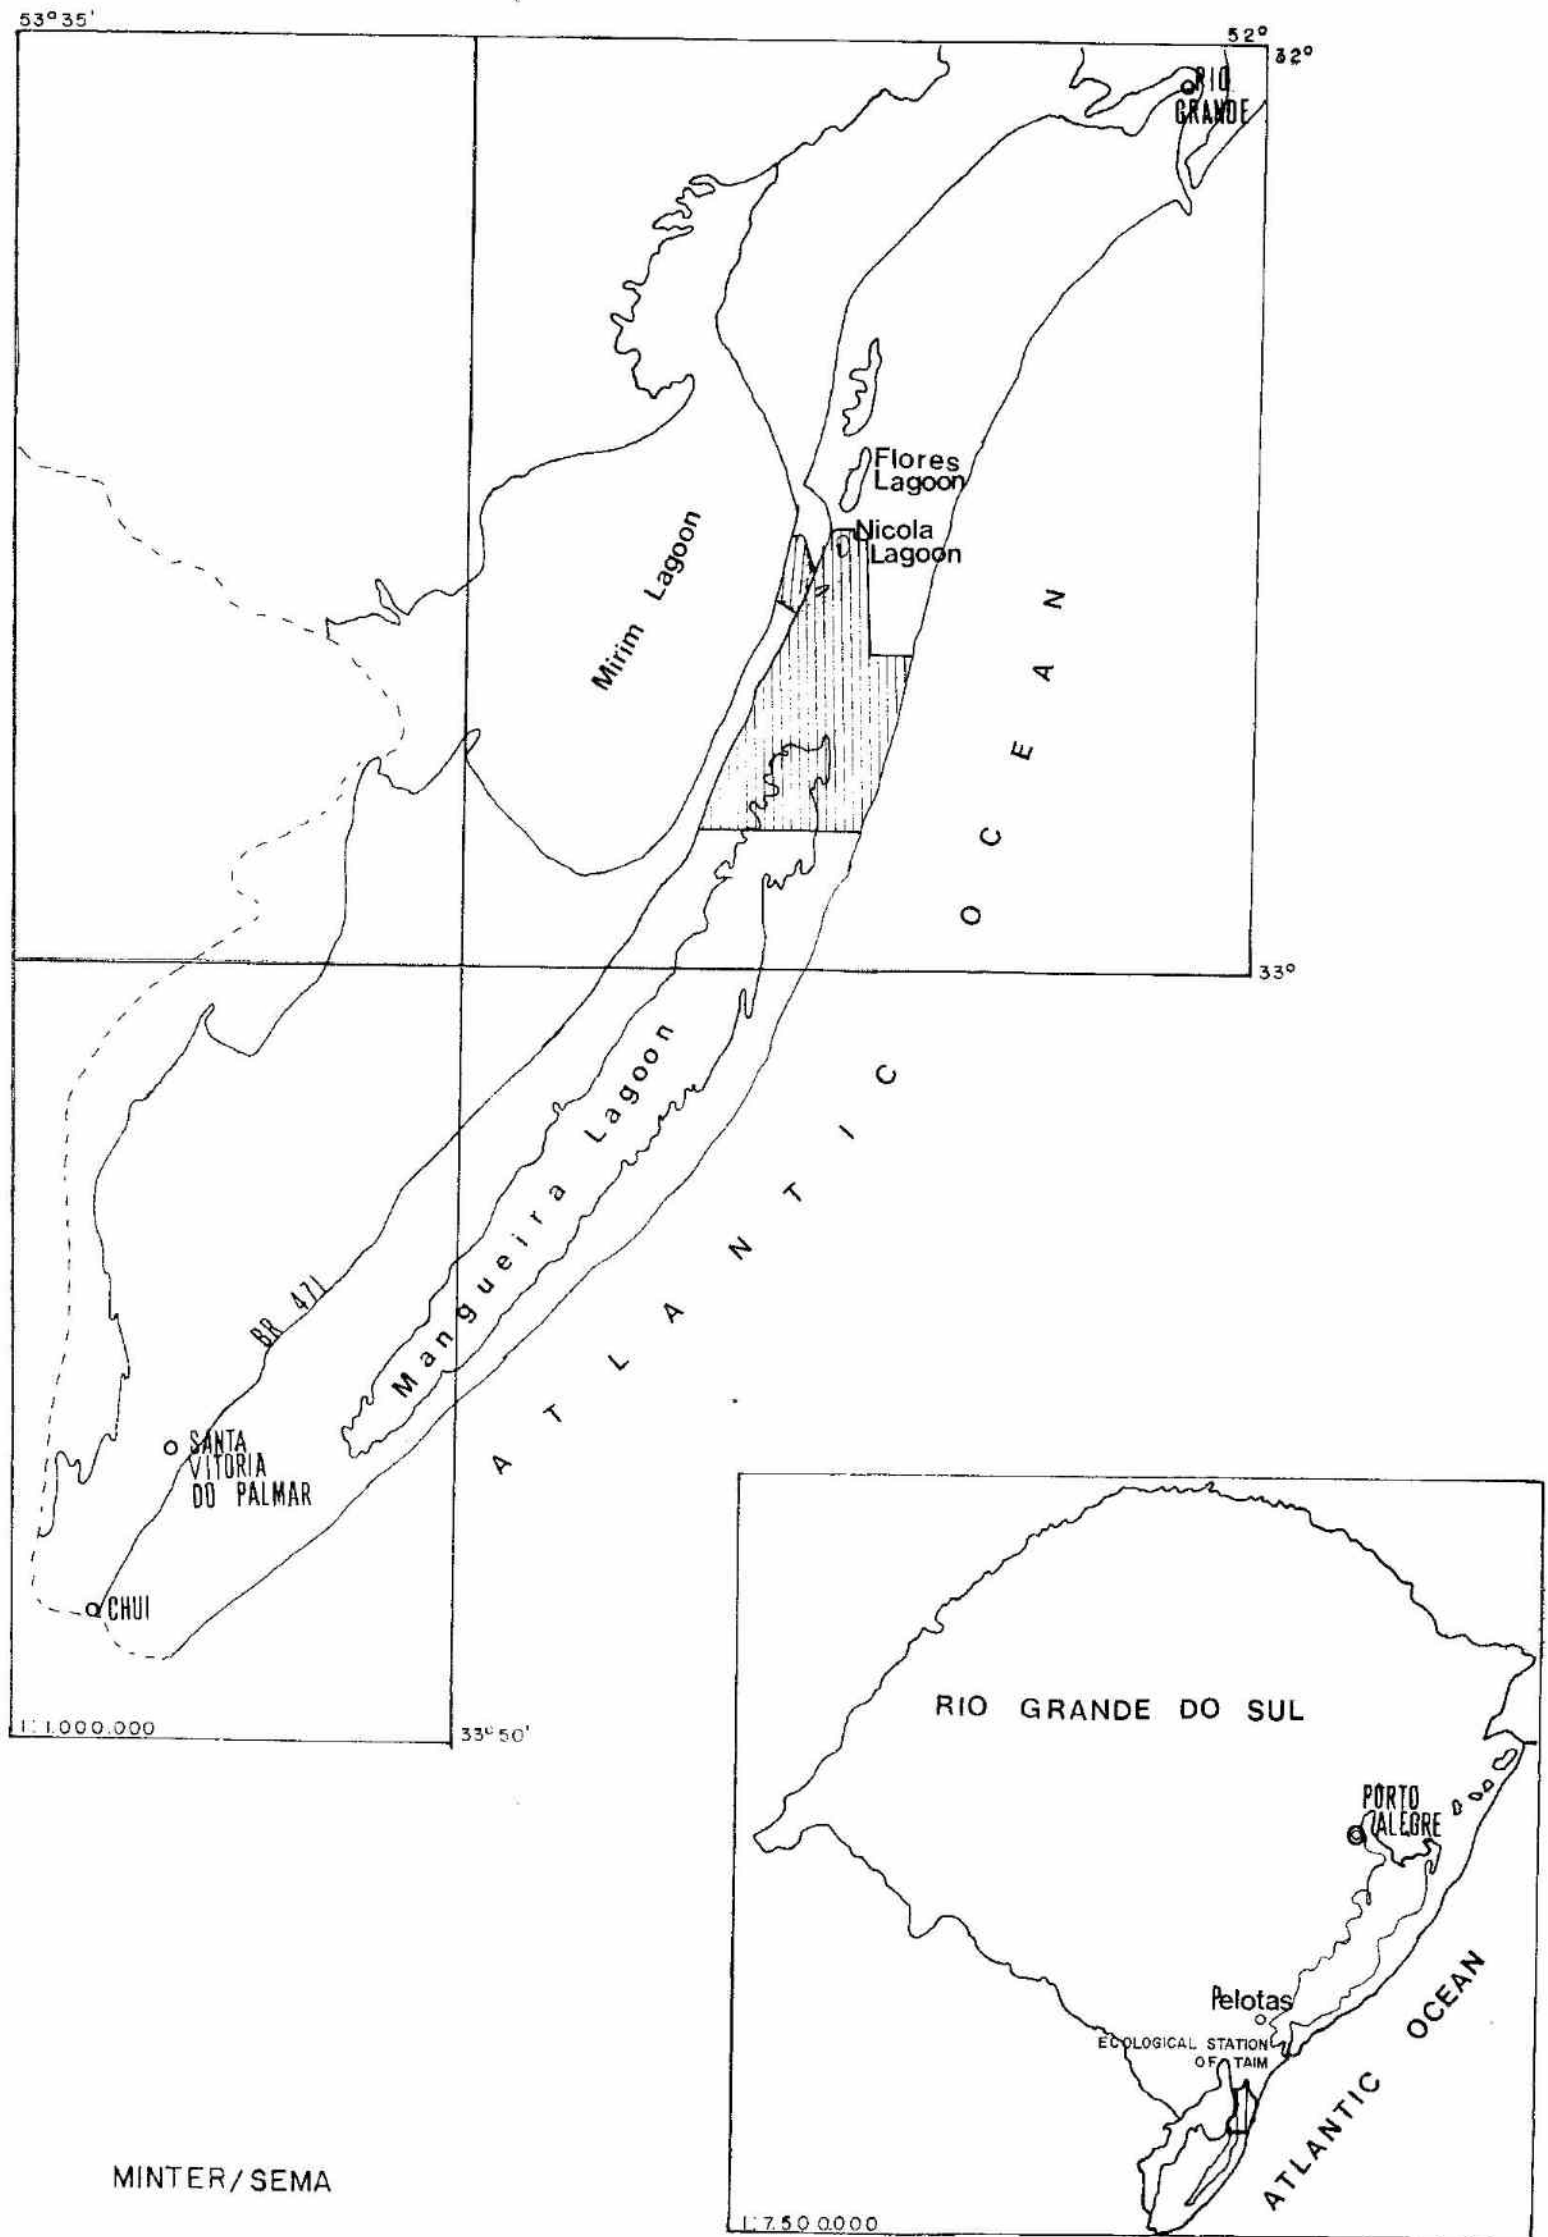 53°35'
52°
32°
RIO
GRANDE
Flores
Lagoon
Nicola
Lagoon
Mirim Lagoon
ATLANTIC OCEAN
33°
Mangueira Lagoon
BR 471
SANTA
VITORIA
DO PALMAR
CHUI
1:1.000.000
33°50'
RIO GRANDE DO SUL
PORTO
ALEGRE
Pelotas
ECOLOGICAL STATION
OF TAIM
ATLANTIC OCEAN
1:7.500.000
MINTER/SEMA